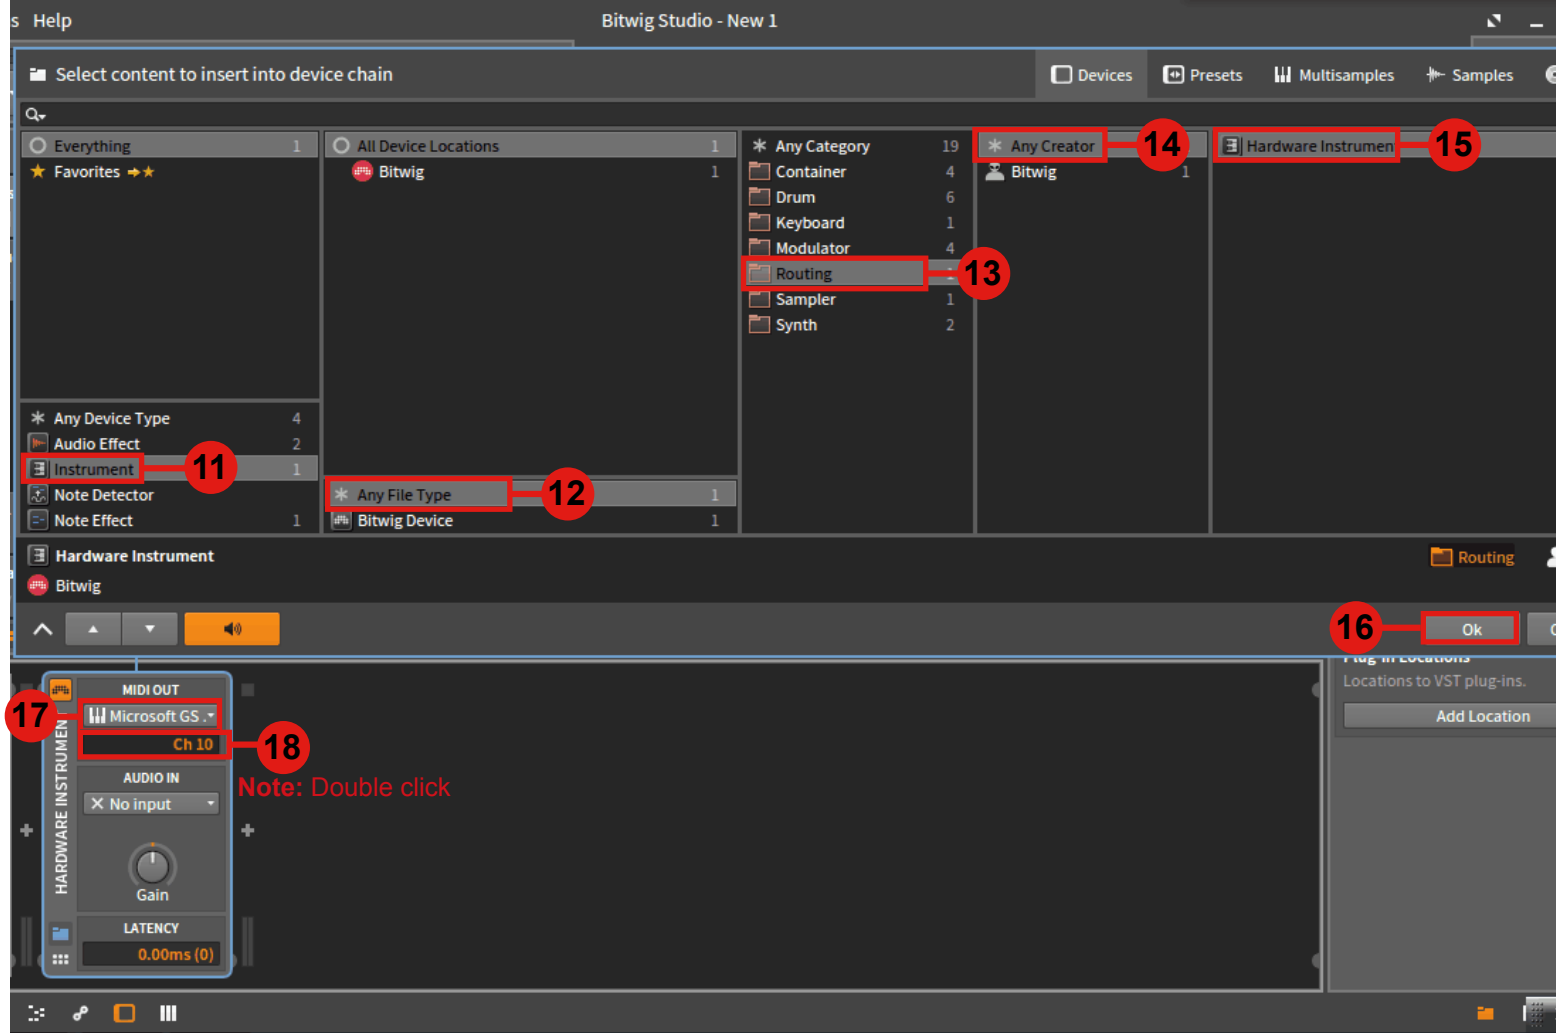 s Help
Bitwig Studio - New 1
Select content to insert into device chain
Devices
Presets
Multisamples
Samples
Everything 1
Favorites
Any Device Type 4
Audio Effect 2
Instrument 1
11
Note Detector
Note Effect 1
All Device Locations 1
Bitwig 1
Any File Type 1
12
Bitwig Device 1
Any Category 19
Container 4
Drum 6
Keyboard 1
Modulator 4
Routing 1
13
Sampler 1
Synth 2
Any Creator
14
Bitwig 1
Hardware Instrumen
15
Hardware Instrument
Bitwig
Routing
16
Ok
HARDWARE INSTRUMENT
MIDI OUT
17
Microsoft GS .
Ch 10
18
Note: Double click
AUDIO IN
No input
Gain
LATENCY
0.00ms (0)
Plug-in Locations
Locations to VST plug-ins.
Add Location